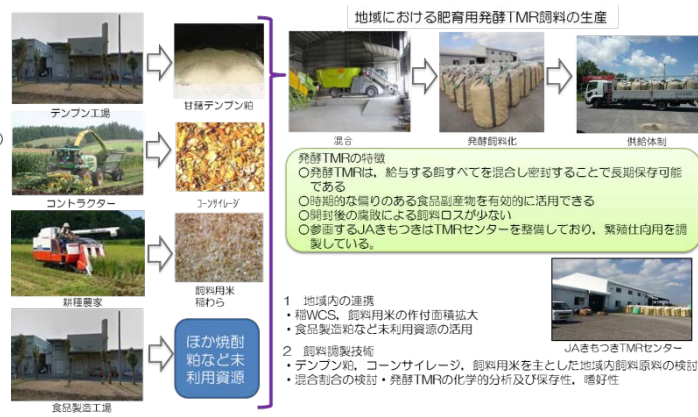 地域における肥育用発酵TMR飼料の生産
デンプン工場
甘藷デンプン粕
混合
発酵飼料化
供給体制
コントラクター
コーンサイレージ
耕種農家
飼料用米
稲わら
食品製造工場
ほか焼酎
粕など未
利用資源
発酵TMRの特徴
〇発酵TMRは，給与する餌すべてを混合し密封することで長期保存可能
である
〇時期的な偏りのある食品副産物を有効的に活用できる
〇開封後の腐敗による飼料ロスが少ない
〇参画するJAきもつきはTMRセンターを整備しており，繁殖仕向用を調
製している。
JAきもつきTMRセンター
1　地域内の連携
・稲WCS，飼料用米の作付面積拡大
・食品製造粕など未利用資源の活用
2　飼料調製技術
・デンプン粕，コーンサイレージ，飼料用米を主とした地域内飼料原料の検討
・混合割合の検討・発酵TMRの化学的分析及び保存性，嗜好性